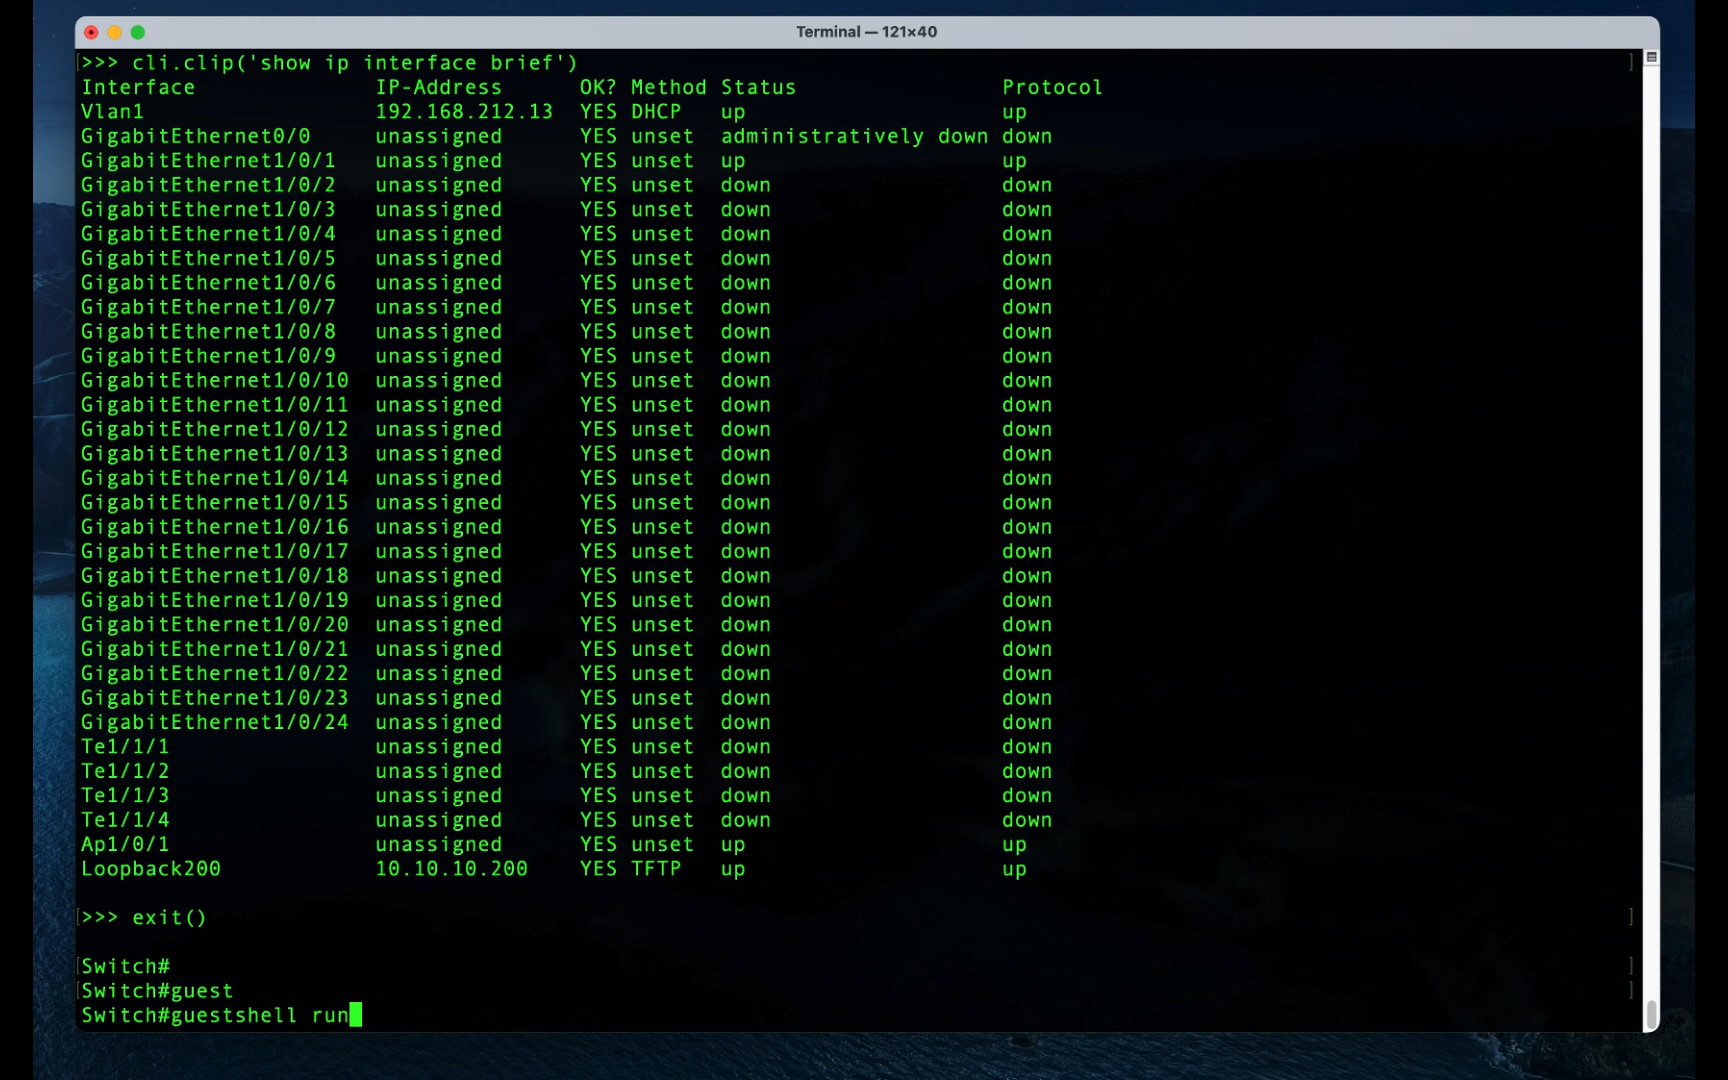 Terminal — 121×40
[>>> cli.clip('show ip interface brief') ]
Interface IP-Address OK? Method Status Protocol
Vlan1 192.168.212.13 YES DHCP up up
GigabitEthernet0/0 unassigned YES unset administratively down down
GigabitEthernet1/0/1 unassigned YES unset up up
GigabitEthernet1/0/2 unassigned YES unset down down
GigabitEthernet1/0/3 unassigned YES unset down down
GigabitEthernet1/0/4 unassigned YES unset down down
GigabitEthernet1/0/5 unassigned YES unset down down
GigabitEthernet1/0/6 unassigned YES unset down down
GigabitEthernet1/0/7 unassigned YES unset down down
GigabitEthernet1/0/8 unassigned YES unset down down
GigabitEthernet1/0/9 unassigned YES unset down down
GigabitEthernet1/0/10 unassigned YES unset down down
GigabitEthernet1/0/11 unassigned YES unset down down
GigabitEthernet1/0/12 unassigned YES unset down down
GigabitEthernet1/0/13 unassigned YES unset down down
GigabitEthernet1/0/14 unassigned YES unset down down
GigabitEthernet1/0/15 unassigned YES unset down down
GigabitEthernet1/0/16 unassigned YES unset down down
GigabitEthernet1/0/17 unassigned YES unset down down
GigabitEthernet1/0/18 unassigned YES unset down down
GigabitEthernet1/0/19 unassigned YES unset down down
GigabitEthernet1/0/20 unassigned YES unset down down
GigabitEthernet1/0/21 unassigned YES unset down down
GigabitEthernet1/0/22 unassigned YES unset down down
GigabitEthernet1/0/23 unassigned YES unset down down
GigabitEthernet1/0/24 unassigned YES unset down down
Te1/1/1 unassigned YES unset down down
Te1/1/2 unassigned YES unset down down
Te1/1/3 unassigned YES unset down down
Te1/1/4 unassigned YES unset down down
Ap1/0/1 unassigned YES unset up up
Loopback200 10.10.10.200 YES TFTP up up
[>>> exit() ]
[Switch# ]
[Switch#guest ]
Switch#guestshell run